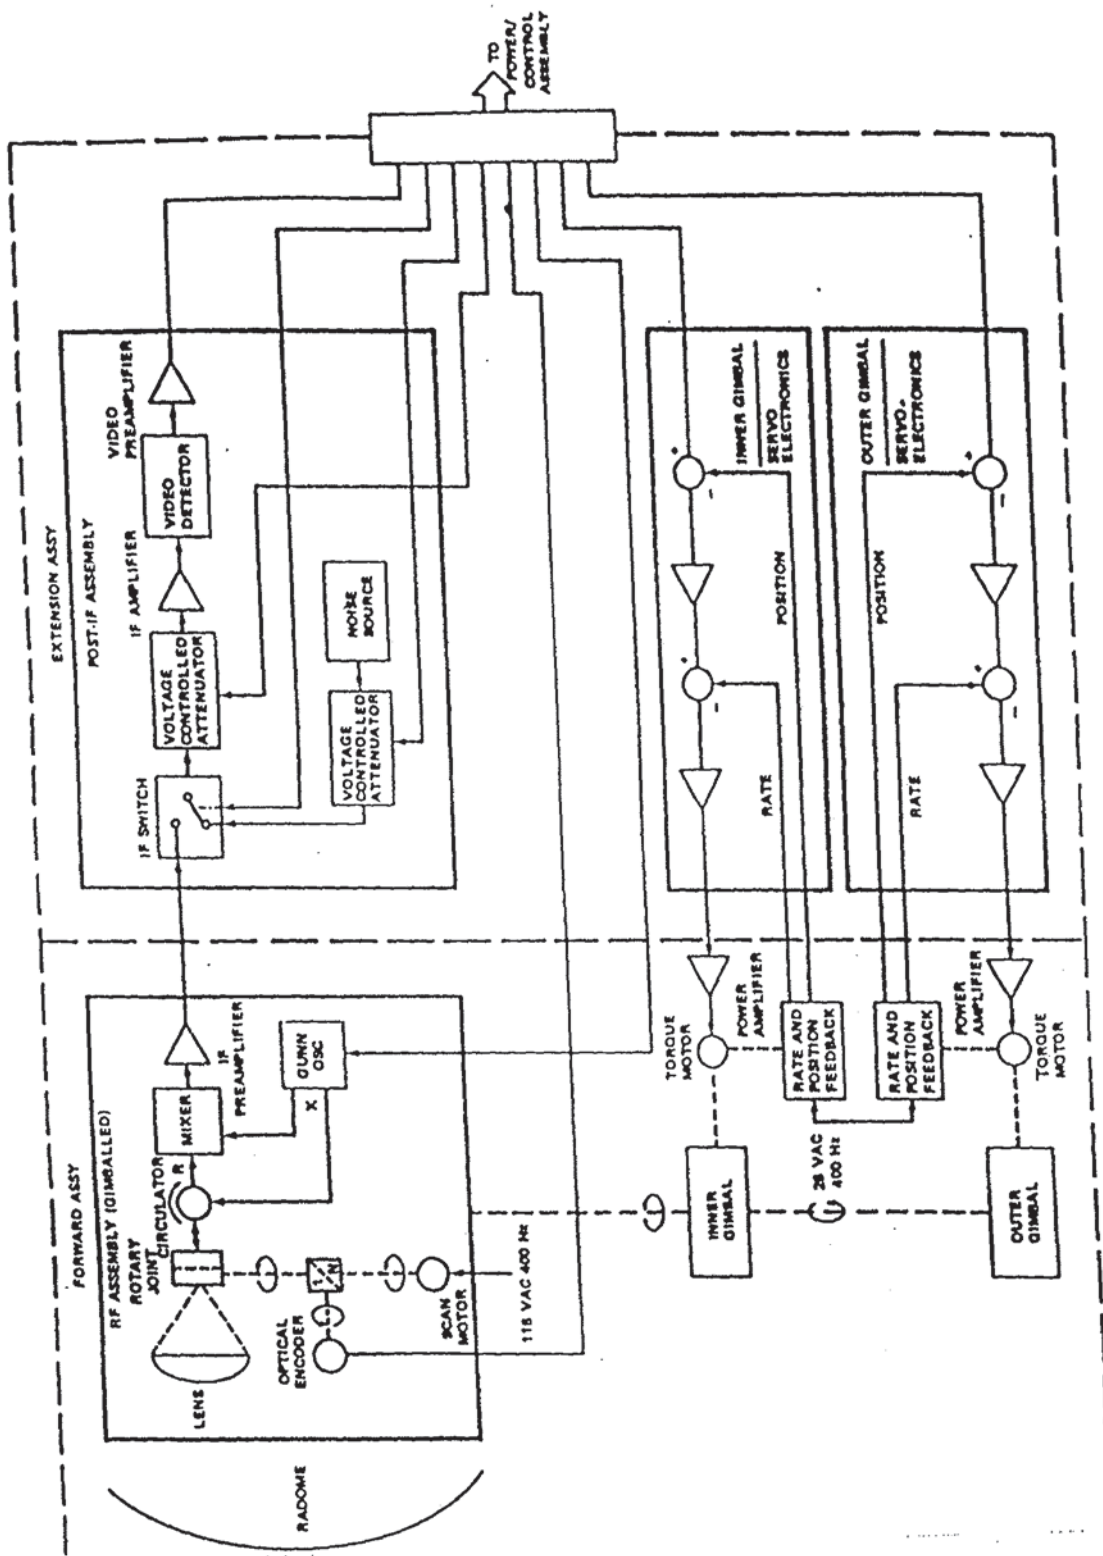 RADOME
FORWARD ASSY
RF ASSEMBLY (GIMBALLED)
LENS
ROTARY
JOINT
CIRCULATOR
R
MIXER
IF
PREAMPLIFIER
GUNN
OSC
X
OPTICAL
ENCODER
1/N
SCAN
MOTOR
115 VAC 400 Hz
EXTENSION ASSY
POST-IF ASSEMBLY
IF SWITCH
VOLTAGE
CONTROLLED
ATTENUATOR
IF AMPLIFIER
VIDEO
DETECTOR
VIDEO
PREAMPLIFIER
VOLTAGE
CONTROLLED
ATTENUATOR
NOISE
SOURCE
TO
POWER/
CONTROL
ASSEMBLY
INNER
GIMBAL
28 VAC
400 Hz
OUTER
GIMBAL
TORQUE
MOTOR
POWER
AMPLIFIER
RATE AND
POSITION
FEEDBACK
RATE AND
POSITION
FEEDBACK
POWER
AMPLIFIER
TORQUE
MOTOR
RATE
POSITION
INNER GIMBAL
SERVO
ELECTRONICS
RATE
POSITION
OUTER GIMBAL
SERVO-
ELECTRONICS